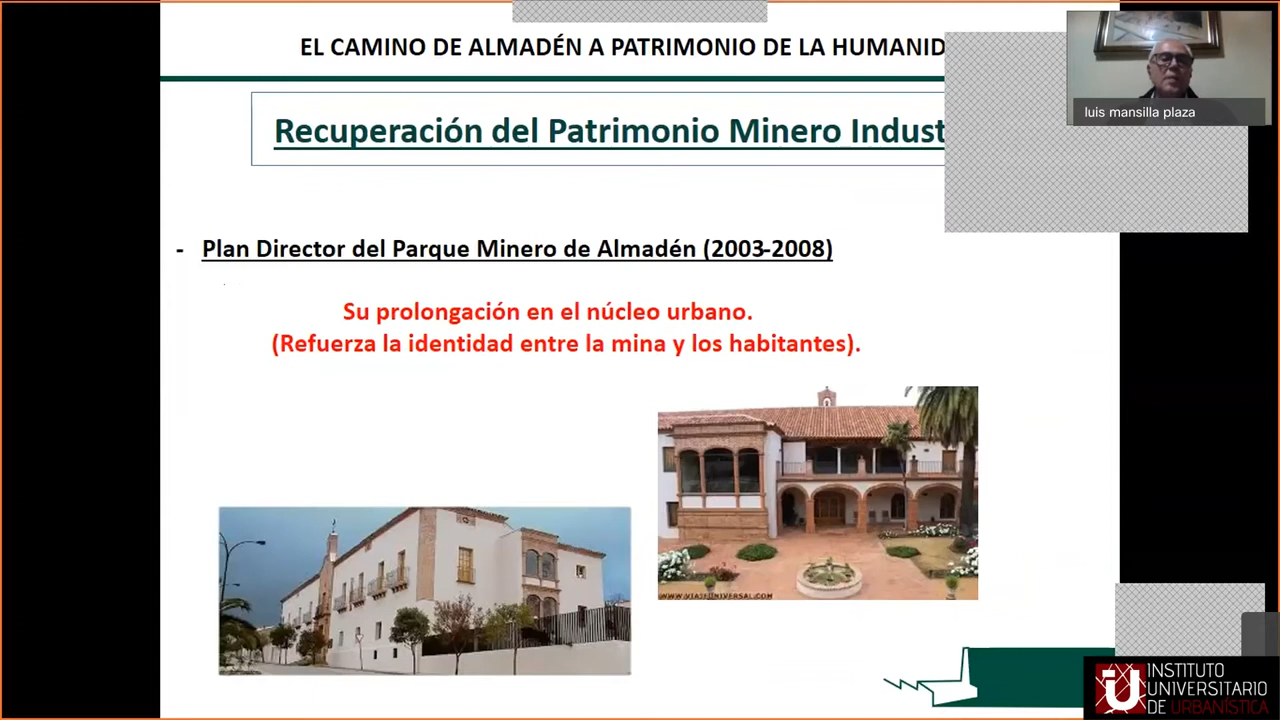 EL CAMINO DE ALMADÉN A PATRIMONIO DE LA HUMANID
luis mansilla plaza
Recuperación del Patrimonio Minero Indust
- Plan Director del Parque Minero de Almadén (2003-2008)
Su prolongación en el núcleo urbano.
(Refuerza la identidad entre la mina y los habitantes).
WWW.VIAJEUNIVERSAL.COM
INSTITUTO
UNIVERSITARIO
DE URBANÍSTICA